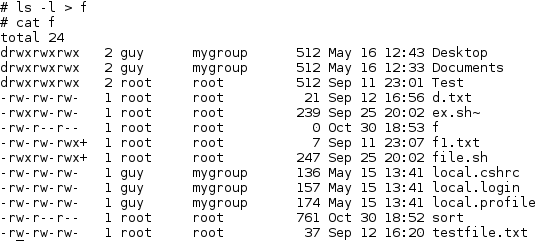 # ls -l > f
# cat f
total 24
drwxrwxrwx   2 guy      mygroup      512 May 16 12:43 Desktop
drwxrwxrwx   2 guy      mygroup      512 May 16 12:33 Documents
drwxrwxrwx   2 root     root         512 Sep 11 23:01 Test
-rw-rw-rw-   1 root     root          21 Sep 12 16:56 d.txt
-rwxrw-rw-   1 root     root         239 Sep 25 20:02 ex.sh~
-rw-r--r--   1 root     root           0 Oct 30 18:53 f
-rw-rw-rwx+  1 root     root           7 Sep 11 23:07 f1.txt
-rwxrw-rwx+  1 root     root         247 Sep 25 20:02 file.sh
-rw-rw-rw-   1 guy      mygroup      136 May 15 13:41 local.cshrc
-rw-rw-rw-   1 guy      mygroup      157 May 15 13:41 local.login
-rw-rw-rw-   1 guy      mygroup      174 May 15 13:41 local.profile
-rw-r--r--   1 root     root         761 Oct 30 18:52 sort
-rw-rw-rw-   1 root     root          37 Sep 12 16:20 testfile.txt